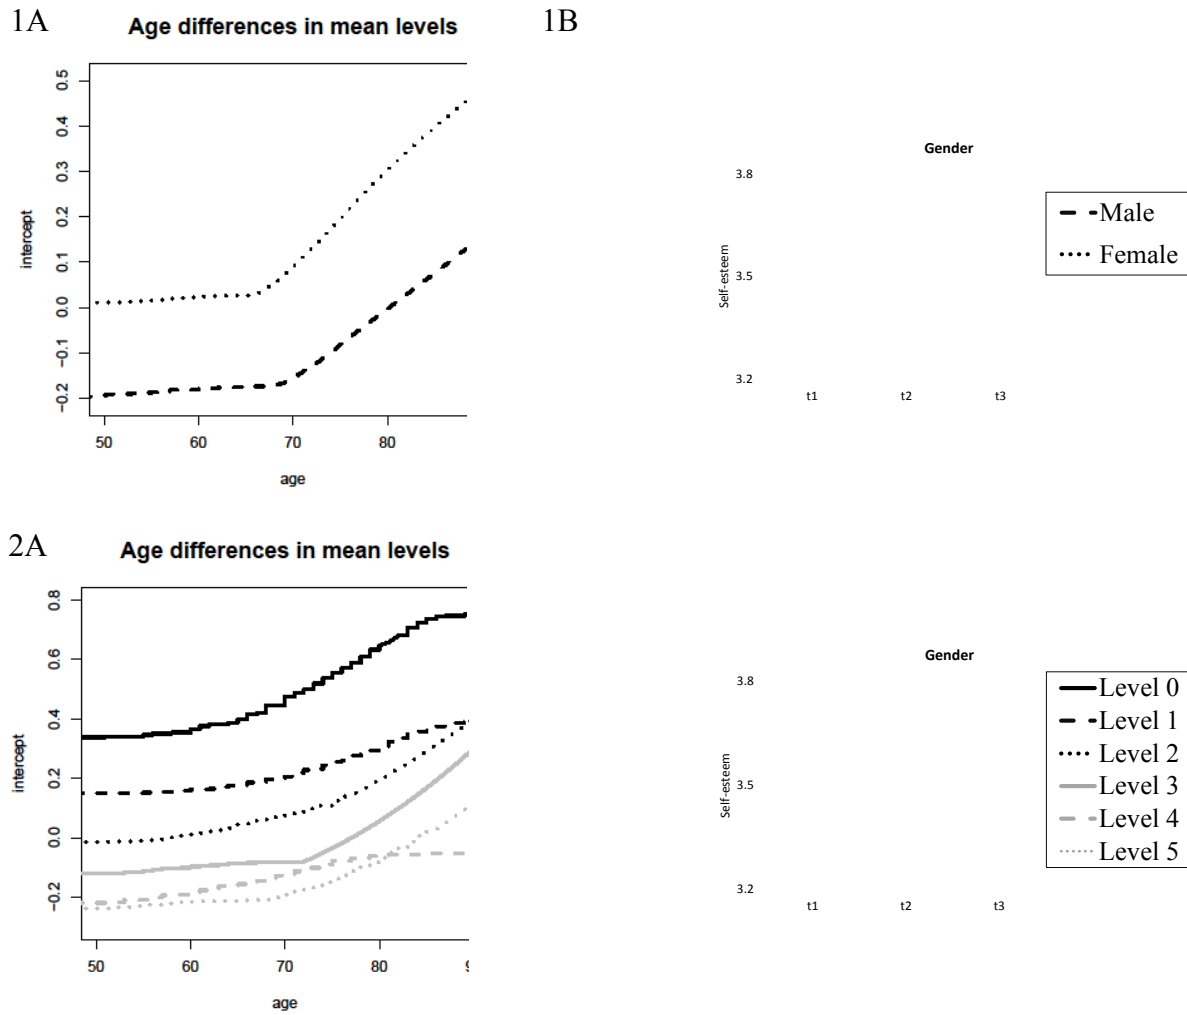 1A
Age differences in mean levels
intercept
0.5
0.4
0.3
0.2
0.1
0.0
−0.1
−0.2
50 60 70 80
age
1B
Gender
Self-esteem
3.8
3.5
3.2
t1 t2 t3
Male
Female
2A
Age differences in mean levels
intercept
0.8
0.6
0.4
0.2
0.0
−0.2
50 60 70 80
age
Gender
Self-esteem
3.8
3.5
3.2
t1 t2 t3
Level 0
Level 1
Level 2
Level 3
Level 4
Level 5